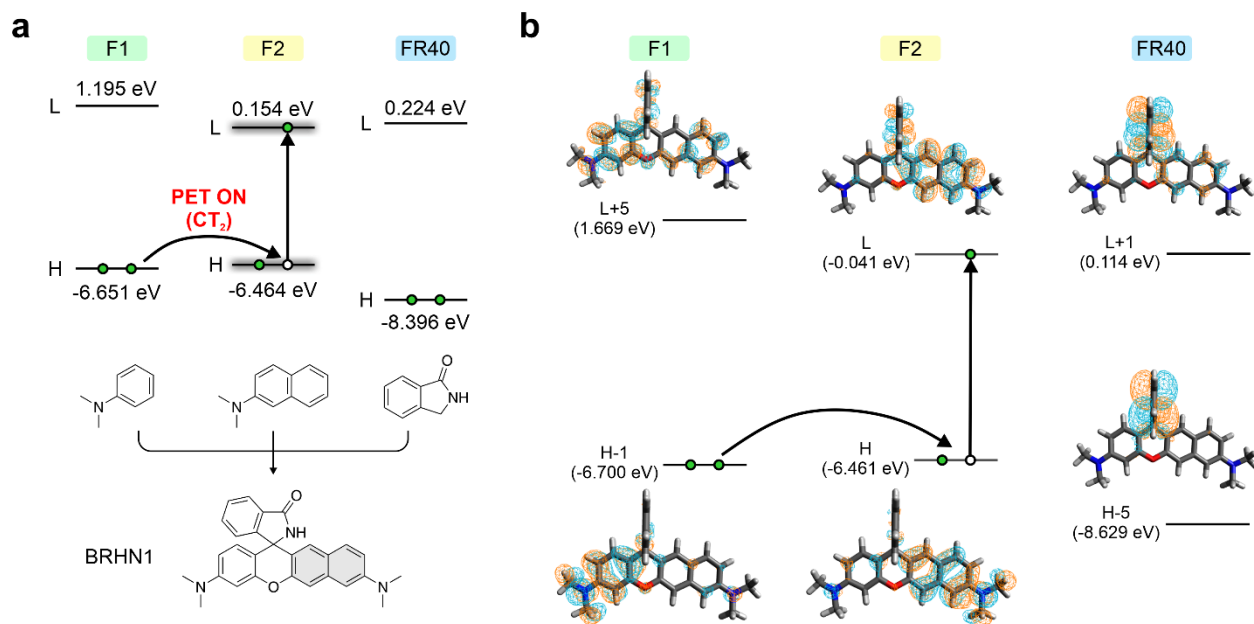 a
F1
F2
FR40
L
1.195 eV
L
0.154 eV
L
0.224 eV
PET ON
(CT₂)
H
-6.651 eV
H
-6.464 eV
H
-8.396 eV
N
N
O
NH
BRHN1
O
NH
N
O
N
b
F1
F2
FR40
L+5
(1.669 eV)
L
(-0.041 eV)
L+1
(0.114 eV)
H-1
(-6.700 eV)
H
(-6.461 eV)
H-5
(-8.629 eV)